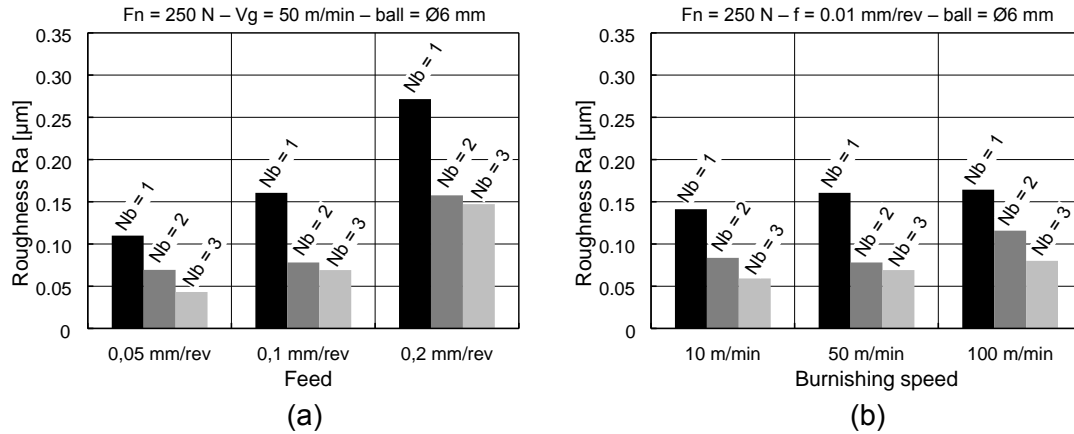 Fn = 250 N – Vg = 50 m/min – ball = Ø6 mm
0.35
0.30
0.25
0.20
0.15
0.10
0.05
0
Roughness Ra [µm]
Nb = 1
Nb = 2
Nb = 3
Nb = 1
Nb = 2
Nb = 3
Nb = 1
Nb = 2
Nb = 3
0,05 mm/rev
0,1 mm/rev
0,2 mm/rev
Feed
(a)
Fn = 250 N – f = 0.01 mm/rev – ball = Ø6 mm
0.35
0.30
0.25
0.20
0.15
0.10
0.05
0
Roughness Ra [µm]
Nb = 1
Nb = 2
Nb = 3
Nb = 1
Nb = 2
Nb = 3
Nb = 1
Nb = 2
Nb = 3
10 m/min
50 m/min
100 m/min
Burnishing speed
(b)